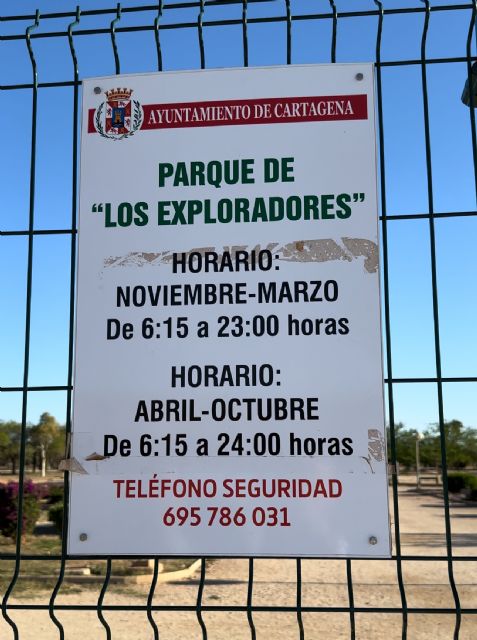 AYUNTAMIENTO DE CARTAGENA
PARQUE DE
“LOS EXPLORADORES”
HORARIO:
NOVIEMBRE-MARZO
De 6:15 a 23:00 horas
HORARIO:
ABRIL-OCTUBRE
De 6:15 a 24:00 horas
TELÉFONO SEGURIDAD
695 786 031